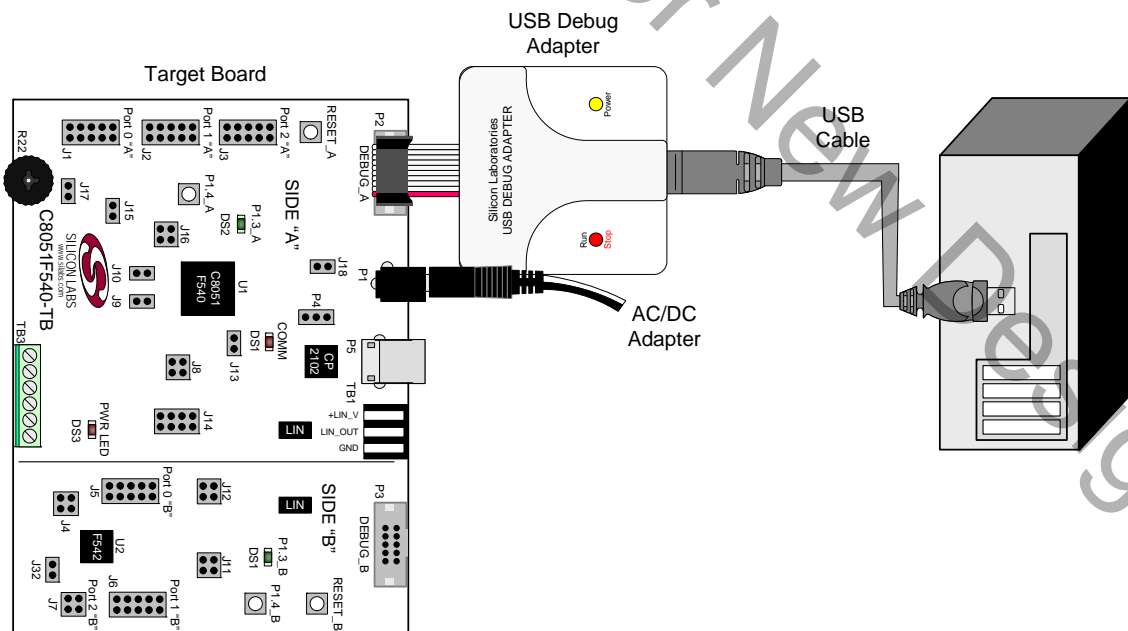 USB Debug
Adapter
Target Board
USB
Cable
AC/DC
Adapter
Silicon Laboratories
USB DEBUG ADAPTER
Power
Run
Stop
R22
J1
Port 0 “A”
J2
Port 1 “A”
J3
Port 2 “A”
RESET_A
P2
DEBUG_A
J17
J15
P1.4_A
J16
DS2
P1.3_A
SIDE “A”
C8051F540-TB
SILICON LABS
www.silabs.com
J10
J9
C8051
F540
U1
J18
P1
P4
J13
DS1
COMM
CP
2102
P5
TB1
TB3
J8
J14
DS3
PWR LED
LIN
+LIN_V
LIN_OUT
GND
J5
Port 0 “B”
J12
LIN
SIDE “B”
P3
DEBUG_B
J4
F542
U2
J32
J7
Port 2 “B”
J6
Port 1 “B”
J11
DS1
P1.3_B
P1.4_B
RESET_B
or New Desig